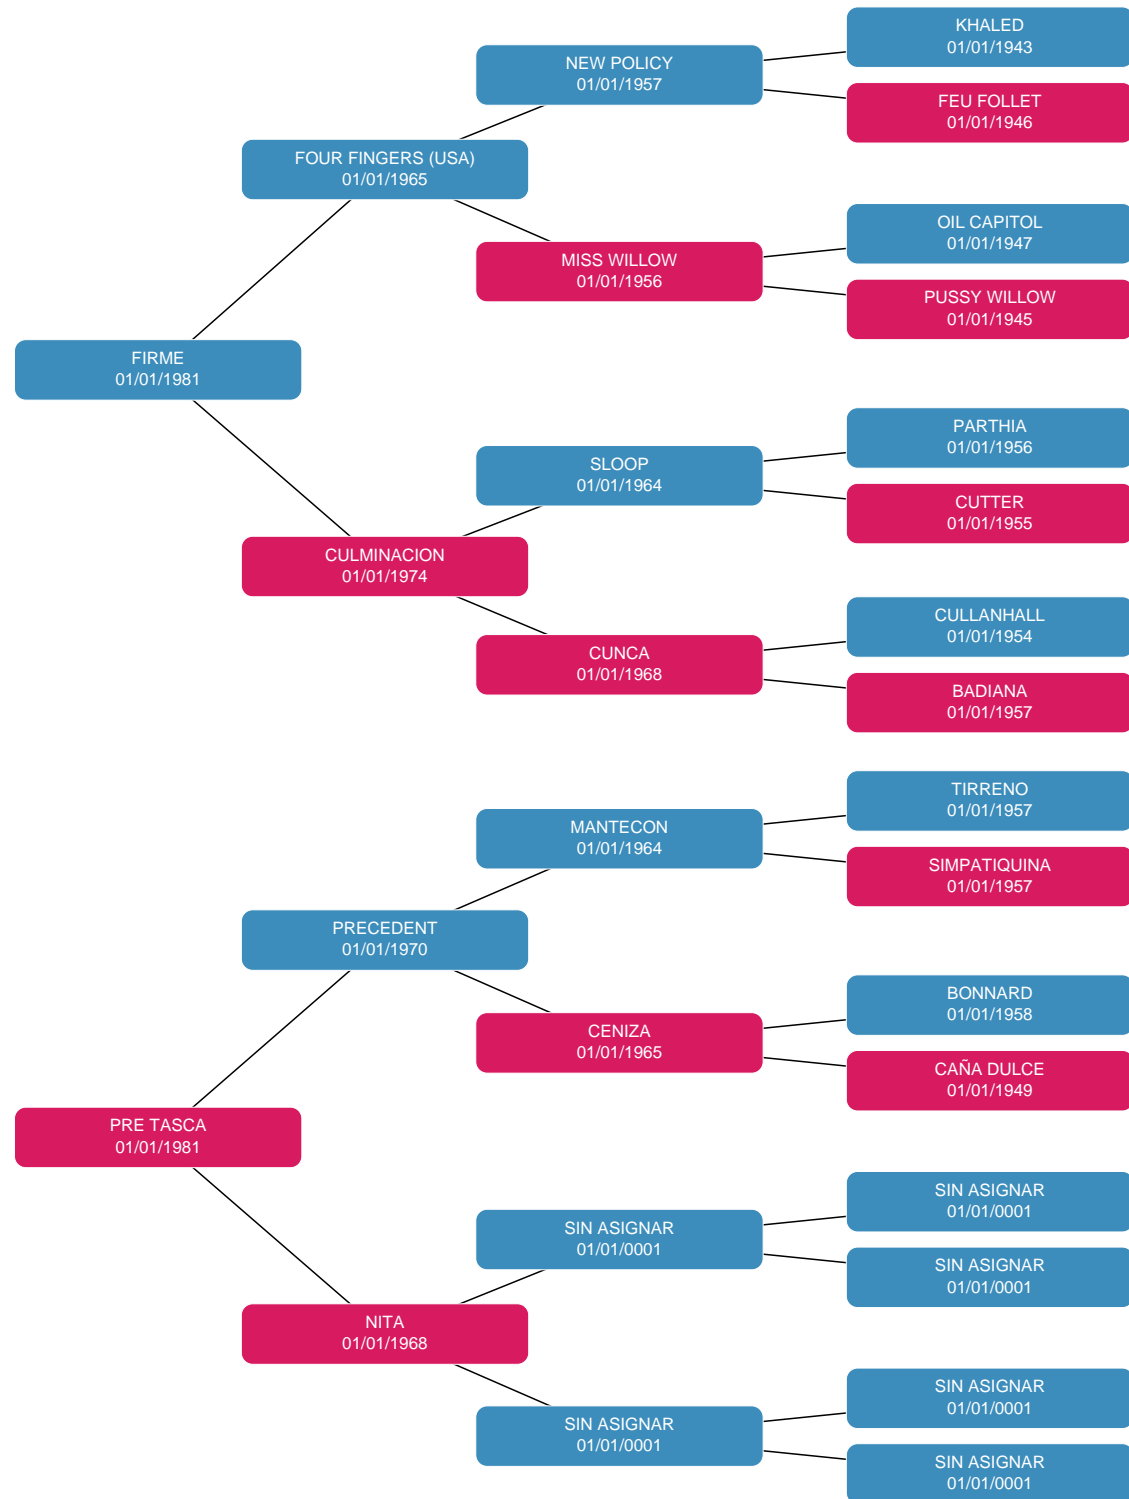 KHALED
01/01/1943
NEW POLICY
01/01/1957
FEU FOLLET
01/01/1946
FOUR FINGERS (USA)
01/01/1965
OIL CAPITOL
01/01/1947
MISS WILLOW
01/01/1956
PUSSY WILLOW
01/01/1945
FIRME
01/01/1981
PARTHIA
01/01/1956
SLOOP
01/01/1964
CUTTER
01/01/1955
CULMINACION
01/01/1974
CULLANHALL
01/01/1954
CUNCA
01/01/1968
BADIANA
01/01/1957
TIRRENO
01/01/1957
MANTECON
01/01/1964
SIMPATIQUINA
01/01/1957
PRECEDENT
01/01/1970
BONNARD
01/01/1958
CENIZA
01/01/1965
CAÑA DULCE
01/01/1949
PRE TASCA
01/01/1981
SIN ASIGNAR
01/01/0001
SIN ASIGNAR
01/01/0001
SIN ASIGNAR
01/01/0001
NITA
01/01/1968
SIN ASIGNAR
01/01/0001
SIN ASIGNAR
01/01/0001
SIN ASIGNAR
01/01/0001